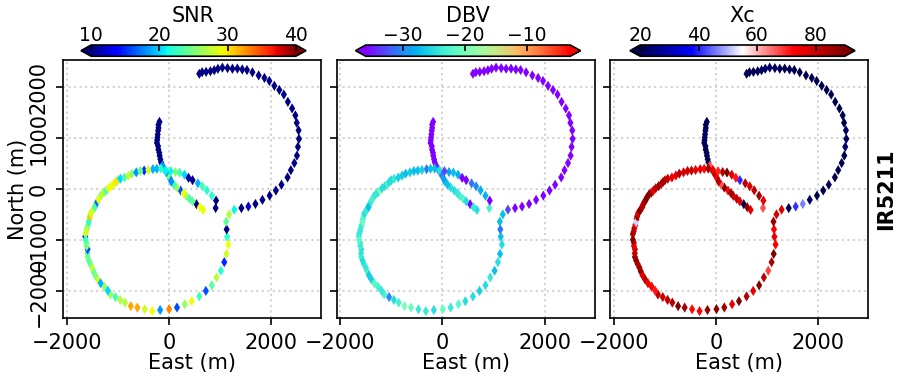 SNR DBV Xc
10 20 30 40 −30 −20 −10 20 40 60 80
2000
1000
0
−1000
−2000
North (m)
−2000 0 2000 −2000 0 2000 −2000 0 2000
East (m) East (m) East (m)
IR5211